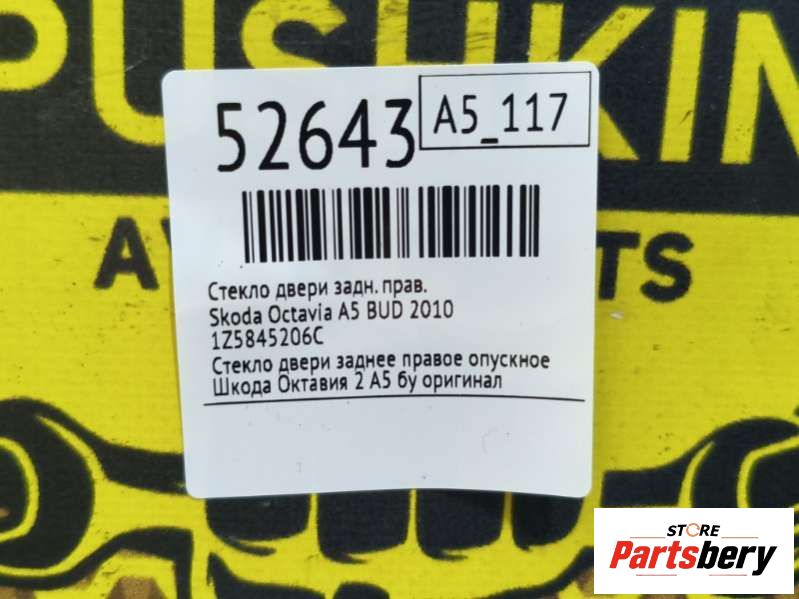 PUSHKIN
52643
A5_117
Стекло двери задн. прав.
Skoda Octavia A5 BUD 2010
1Z5845206C
Стекло двери заднее правое опускное
Шкода Октавия 2 А5 бу оригинал
STORE
Partsbery